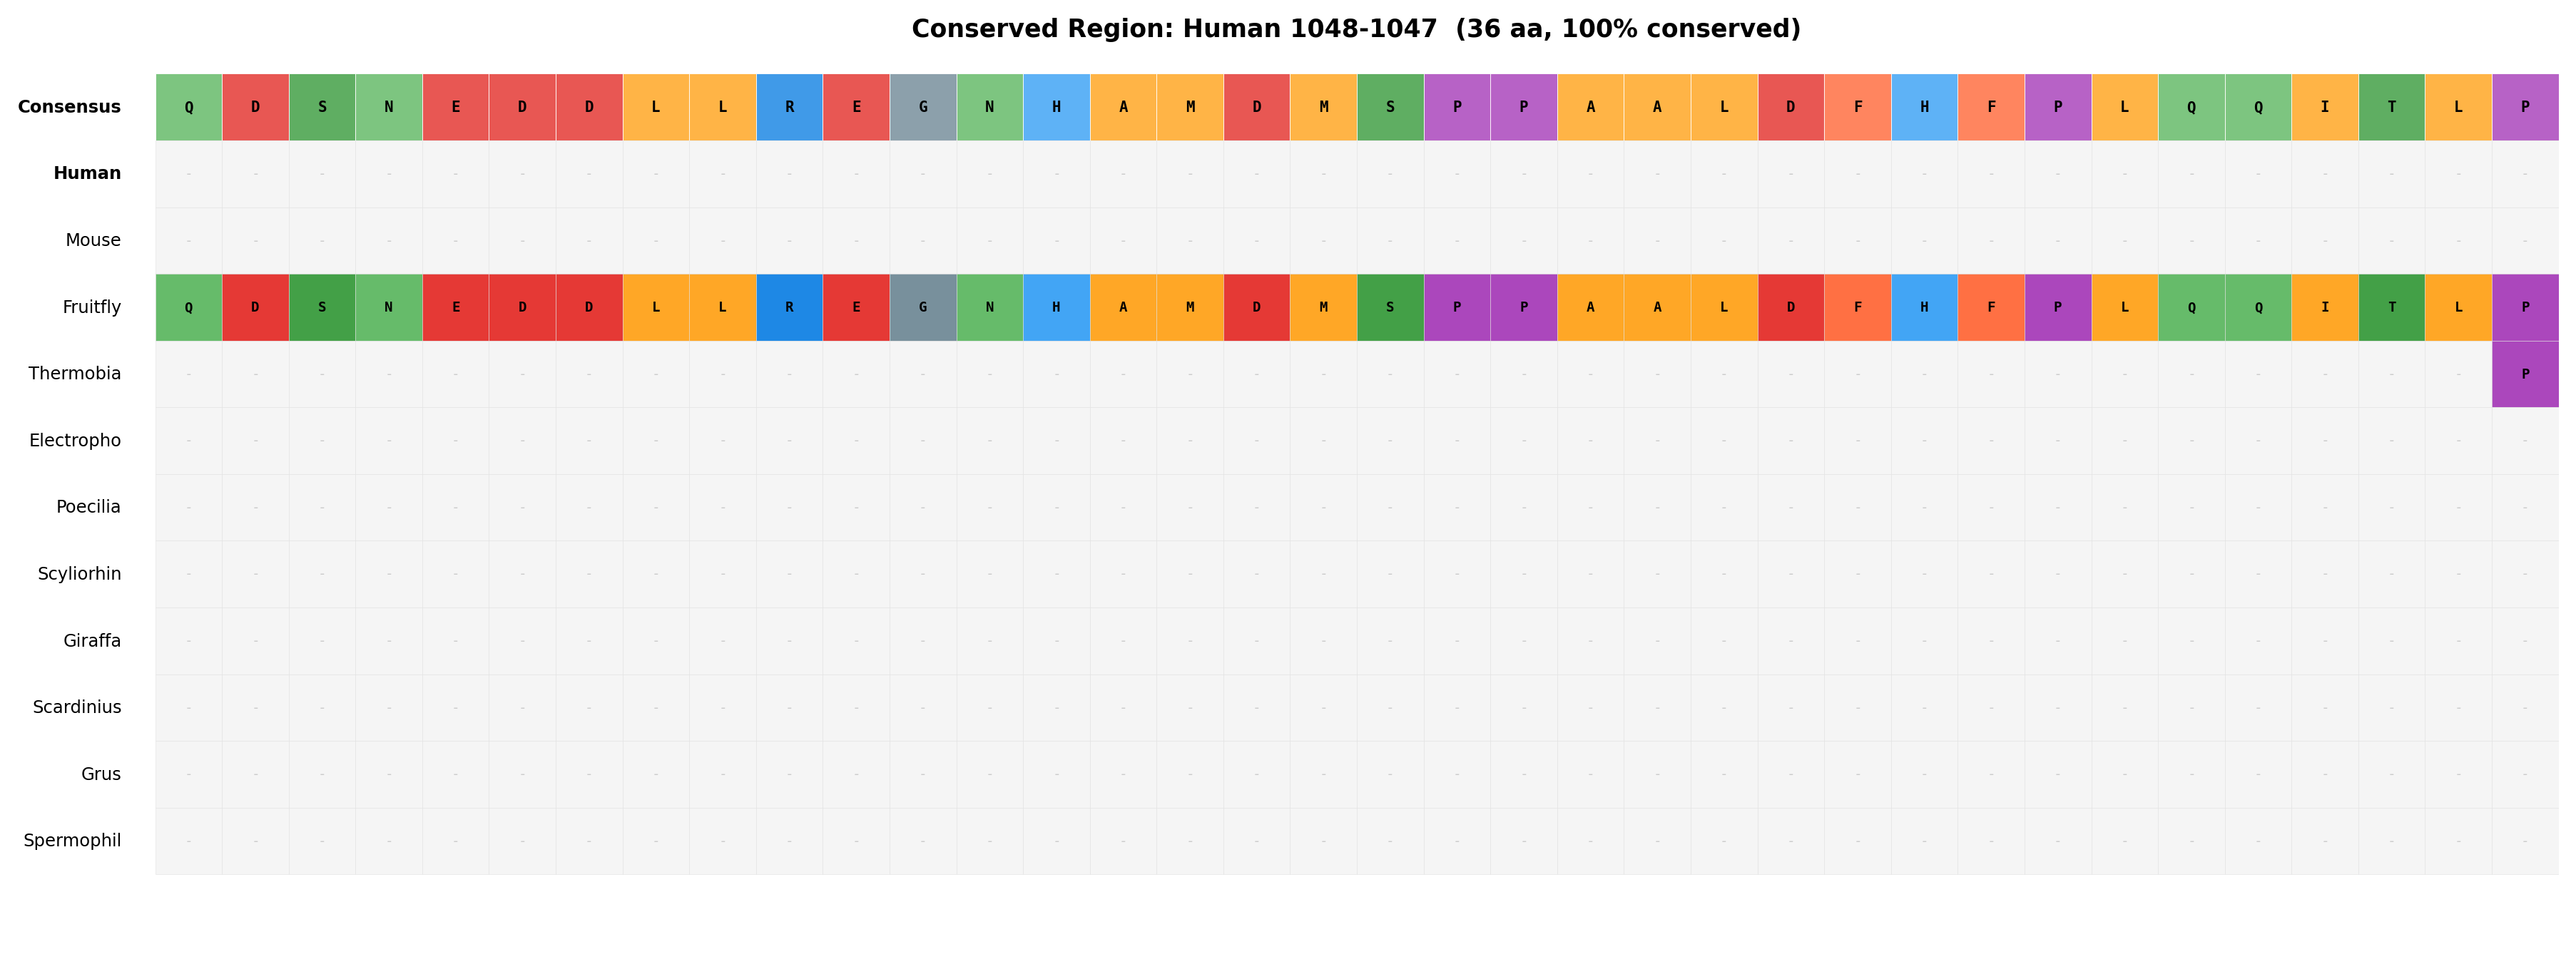 Conserved Region: Human 1048-1047 (36 aa, 100% conserved)
Consensus Q D S N E D D L L R E G N H A M D M S P P A A L D F H F P L Q Q I T L P
Human - - - - - - - - - - - - - - - - - - - - - - - - - - - - - - - - - - - -
Mouse - - - - - - - - - - - - - - - - - - - - - - - - - - - - - - - - - - - -
Fruitfly Q D S N E D D L L R E G N H A M D M S P P A A L D F H F P L Q Q I T L P
Thermobia - - - - - - - - - - - - - - - - - - - - - - - - - - - - - - - - - - - P
Electropho - - - - - - - - - - - - - - - - - - - - - - - - - - - - - - - - - - - -
Poecilia - - - - - - - - - - - - - - - - - - - - - - - - - - - - - - - - - - - -
Scyliorhin - - - - - - - - - - - - - - - - - - - - - - - - - - - - - - - - - - - -
Giraffa - - - - - - - - - - - - - - - - - - - - - - - - - - - - - - - - - - - -
Scardinius - - - - - - - - - - - - - - - - - - - - - - - - - - - - - - - - - - - -
Grus - - - - - - - - - - - - - - - - - - - - - - - - - - - - - - - - - - - -
Spermophil - - - - - - - - - - - - - - - - - - - - - - - - - - - - - - - - - - - -